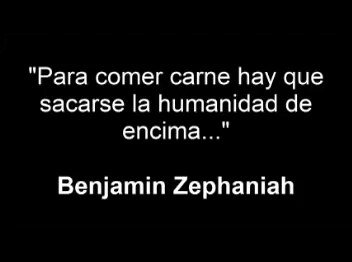 "Para comer carne hay que
sacarse la humanidad de
encima..."
Benjamin Zephaniah